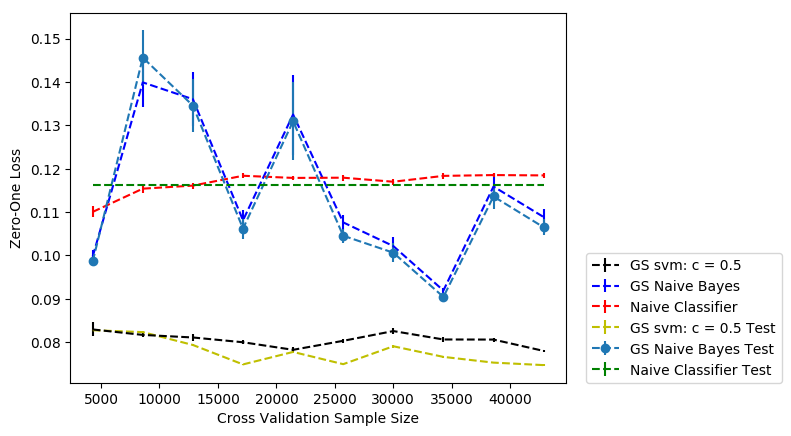 0.15
0.14
0.13
0.12
0.11
0.10
0.09
0.08
Zero-One Loss
5000 10000 15000 20000 25000 30000 35000 40000
Cross Validation Sample Size
GS svm: c = 0.5
GS Naive Bayes
Naive Classifier
GS svm: c = 0.5 Test
GS Naive Bayes Test
Naive Classifier Test